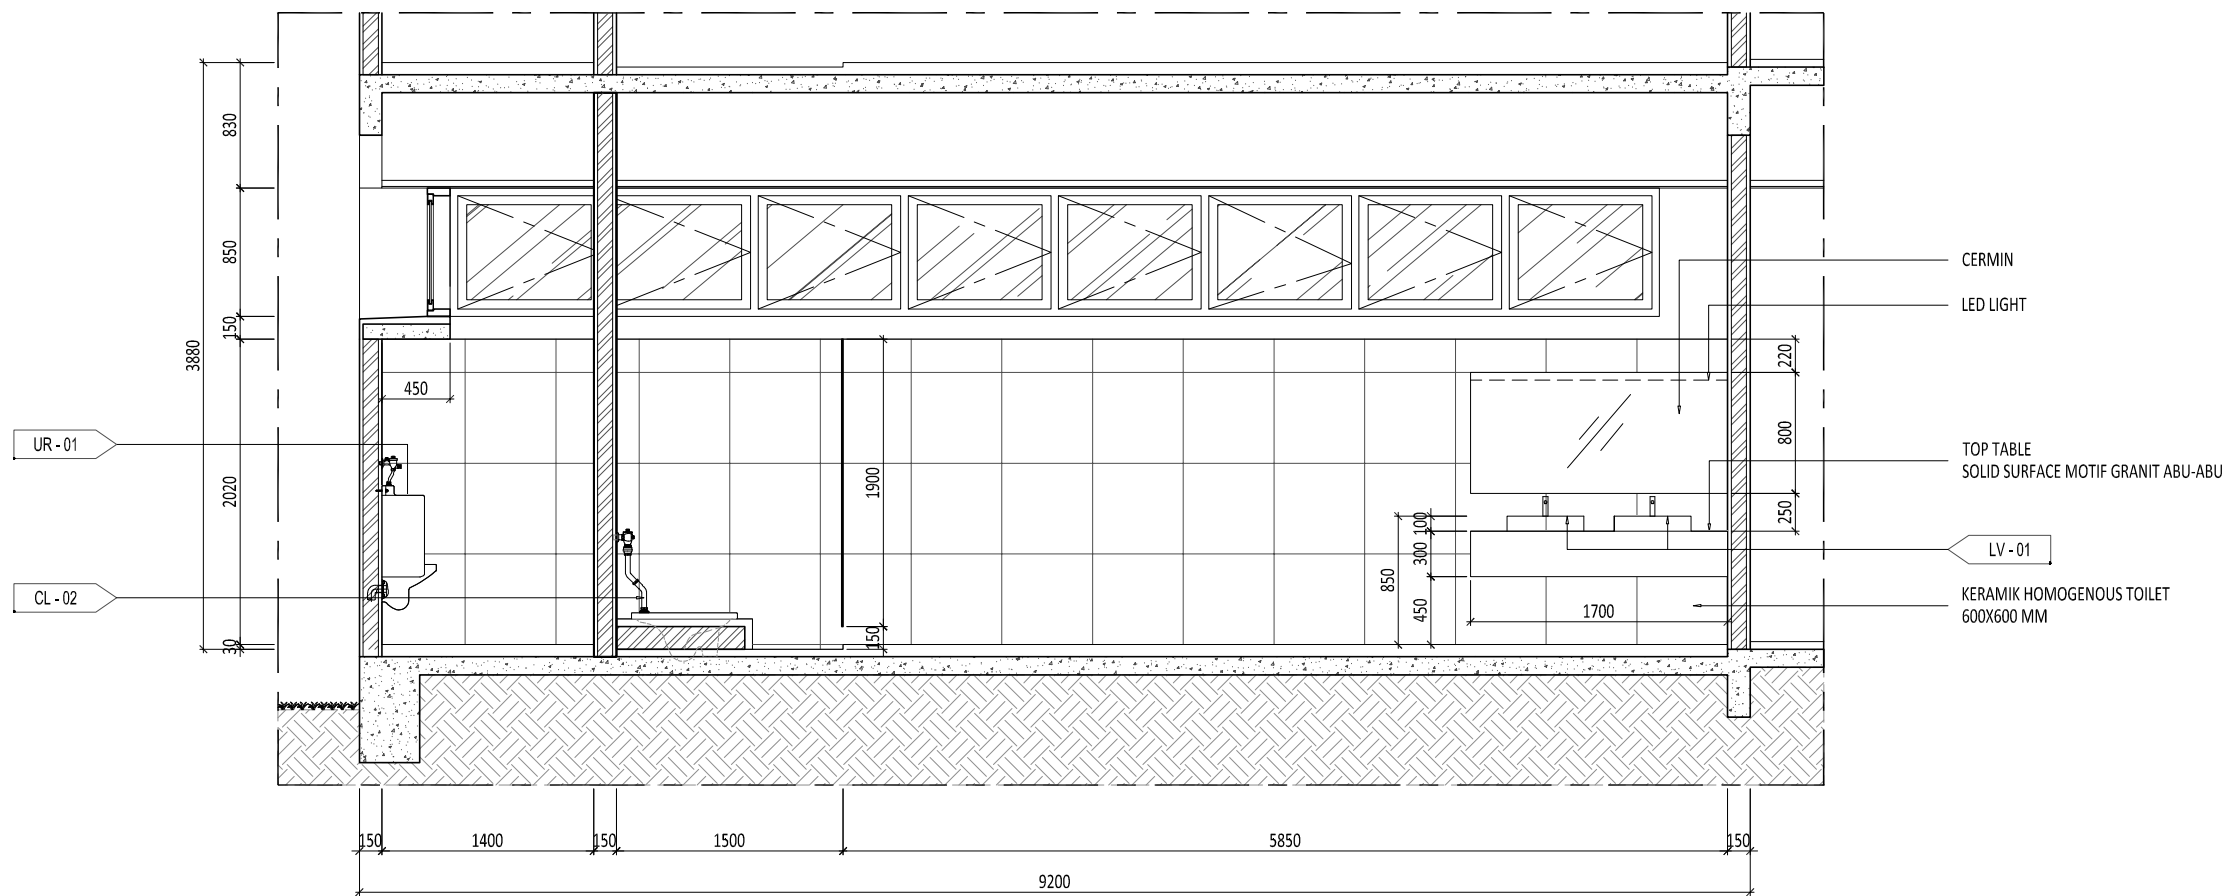 830
850
150
3880
450
2020
30
UR - 01
CL - 02
1900
150
CERMIN
LED LIGHT
220
800
250
TOP TABLE
SOLID SURFACE MOTIF GRANIT ABU-ABU
100
300
850
450
LV - 01
1700
KERAMIK HOMOGENOUS TOILET
600X600 MM
150
1400
150
1500
5850
150
9200